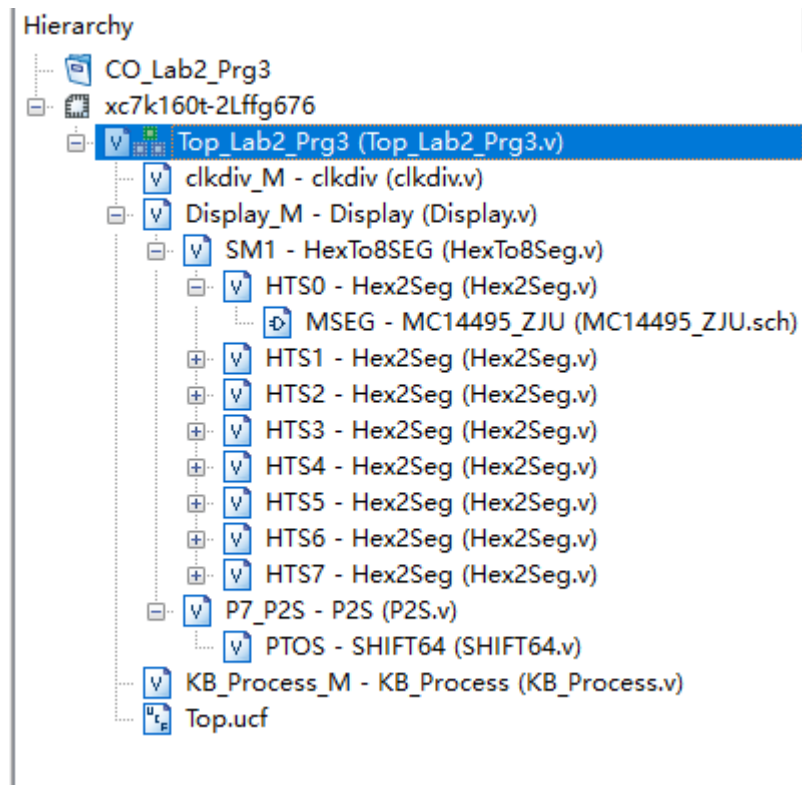 Hierarchy
CO_Lab2_Prg3
xc7k160t-2Lffg676
Top_Lab2_Prg3 (Top_Lab2_Prg3.v)
clkdiv_M - clkdiv (clkdiv.v)
Display_M - Display (Display.v)
SM1 - HexTo8SEG (HexTo8Seg.v)
HTS0 - Hex2Seg (Hex2Seg.v)
MSEG - MC14495_ZJU (MC14495_ZJU.sch)
HTS1 - Hex2Seg (Hex2Seg.v)
HTS2 - Hex2Seg (Hex2Seg.v)
HTS3 - Hex2Seg (Hex2Seg.v)
HTS4 - Hex2Seg (Hex2Seg.v)
HTS5 - Hex2Seg (Hex2Seg.v)
HTS6 - Hex2Seg (Hex2Seg.v)
HTS7 - Hex2Seg (Hex2Seg.v)
P7_P2S - P2S (P2S.v)
PTOS - SHIFT64 (SHIFT64.v)
KB_Process_M - KB_Process (KB_Process.v)
Top.ucf